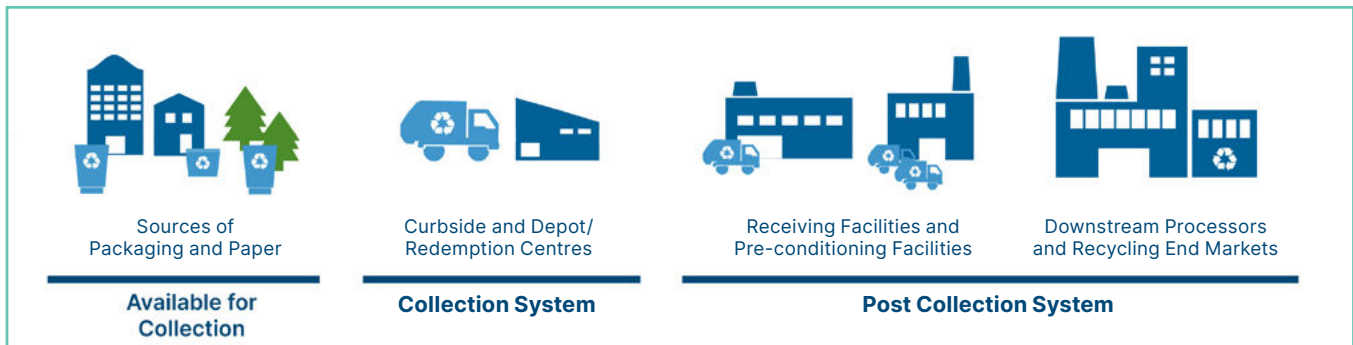 Sources of
Packaging and Paper
Curbside and Depot/
Redemption Centres
Receiving Facilities and
Pre-conditioning Facilities
Downstream Processors
and Recycling End Markets
Available for
Collection
Collection System
Post Collection System